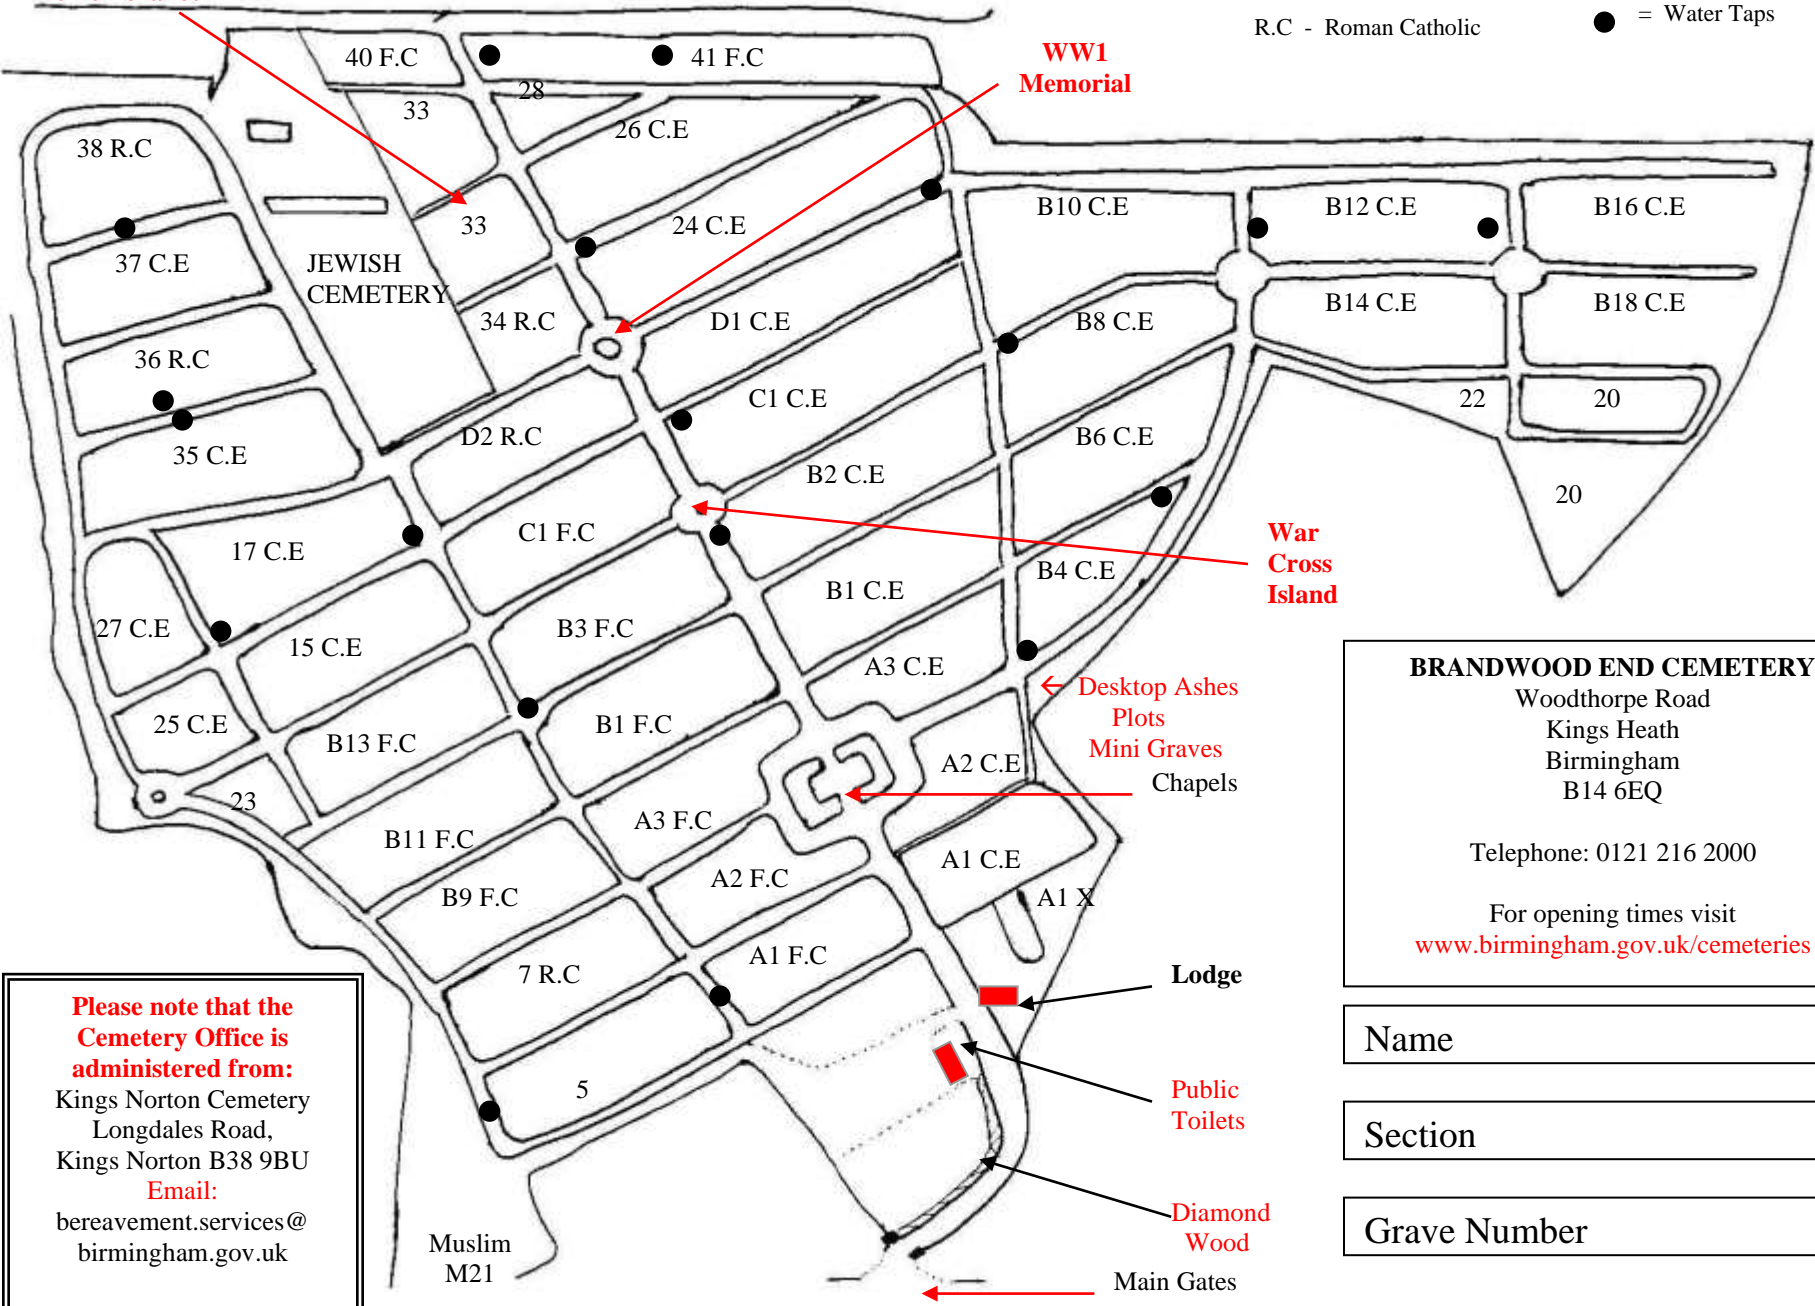 R.C - Roman Catholic
= Water Taps
40 F.C
41 F.C
WW1
Memorial
33
28
26 C.E
38 R.C
33
24 C.E
B10 C.E
B12 C.E
B16 C.E
37 C.E
JEWISH
CEMETERY
34 R.C
D1 C.E
B8 C.E
B14 C.E
B18 C.E
36 R.C
C1 C.E
22
20
D2 R.C
B6 C.E
35 C.E
B2 C.E
20
17 C.E
C1 F.C
War
Cross
Island
B4 C.E
B1 C.E
27 C.E
15 C.E
B3 F.C
A3 C.E
Desktop Ashes
Plots
Mini Graves
25 C.E
B13 F.C
B1 F.C
A2 C.E
Chapels
23
B11 F.C
A3 F.C
A1 C.E
B9 F.C
A2 F.C
A1 X
7 R.C
A1 F.C
Lodge
5
Public
Toilets
Diamond
Wood
Muslim
M21
Main Gates
BRANDWOOD END CEMETERY
Woodthorpe Road
Kings Heath
Birmingham
B14 6EQ
Telephone: 0121 216 2000
For opening times visit
www.birmingham.gov.uk/cemeteries
Name
Section
Grave Number
Please note that the
Cemetery Office is
administered from:
Kings Norton Cemetery
Longdales Road,
Kings Norton B38 9BU
Email:
bereavement.services@
birmingham.gov.uk